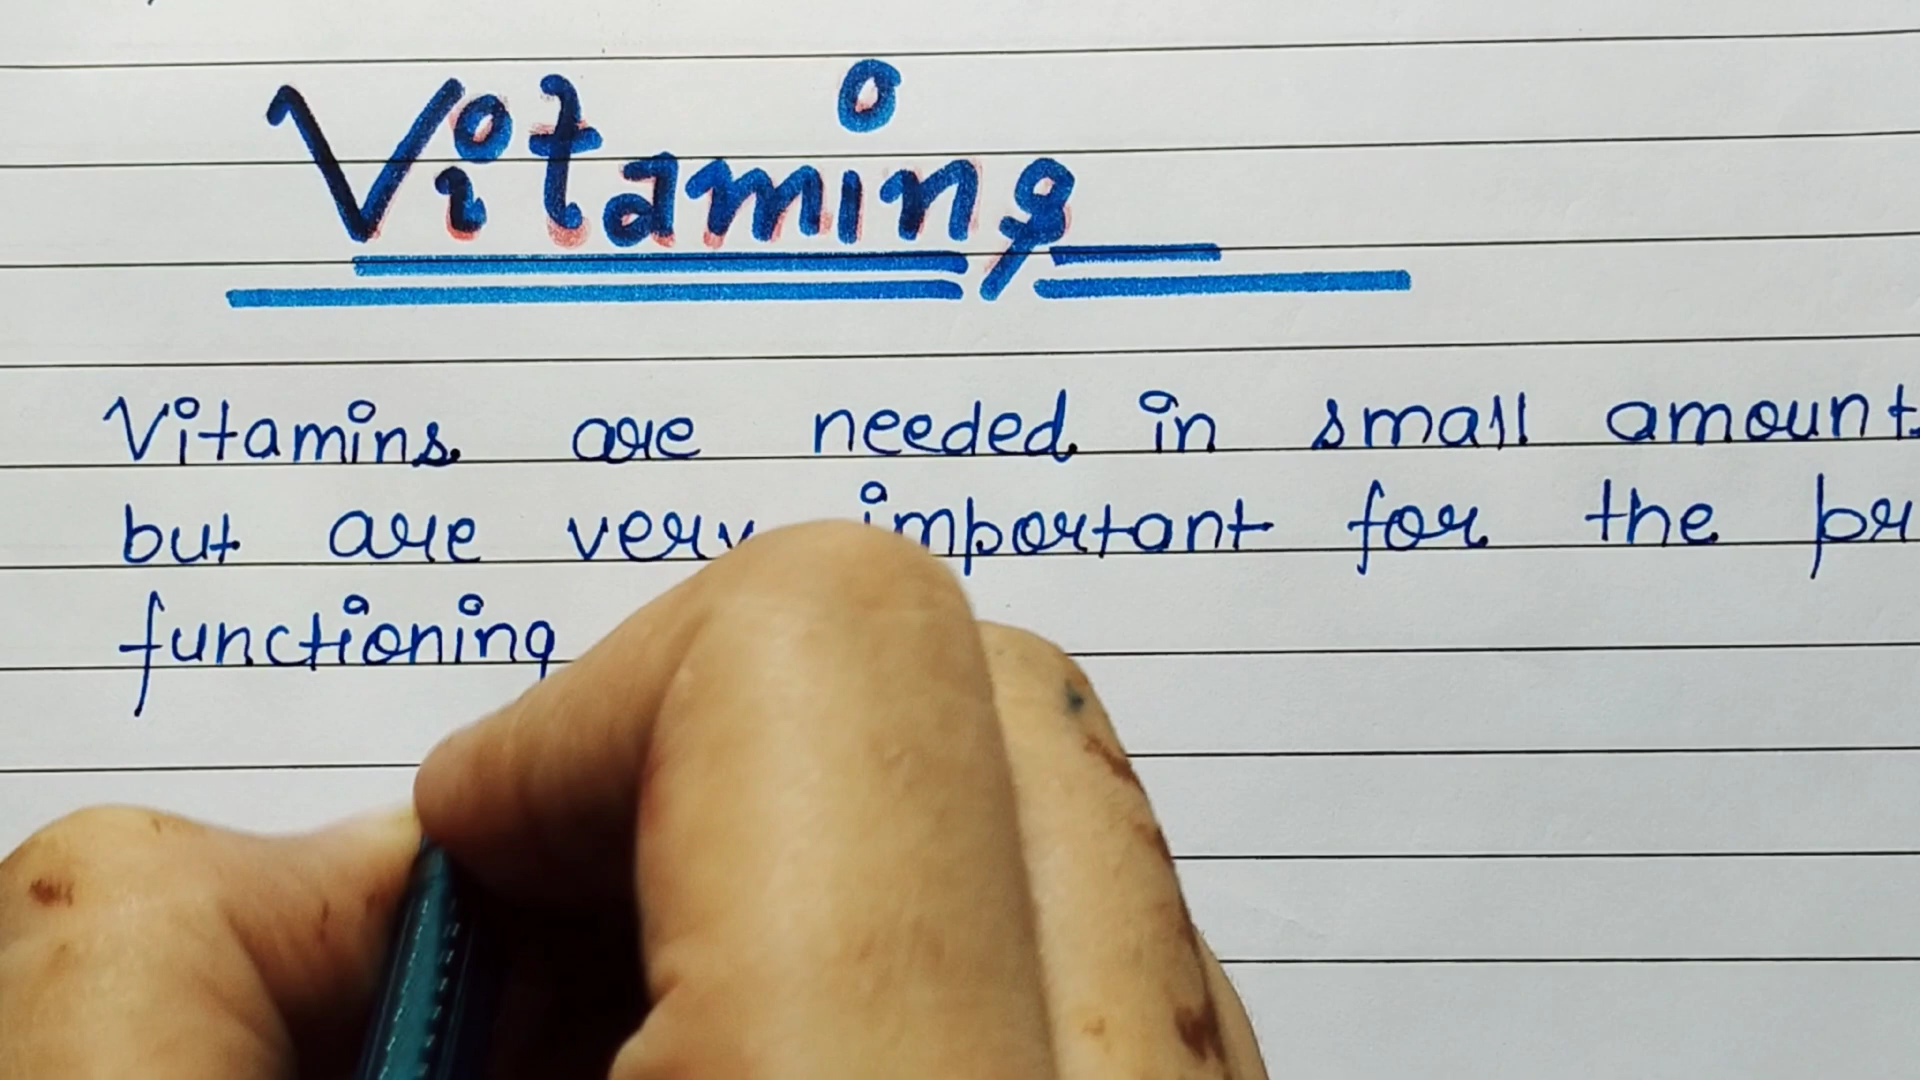 Vitamins
Vitamins are needed in small amount
but are very important for the
functioning